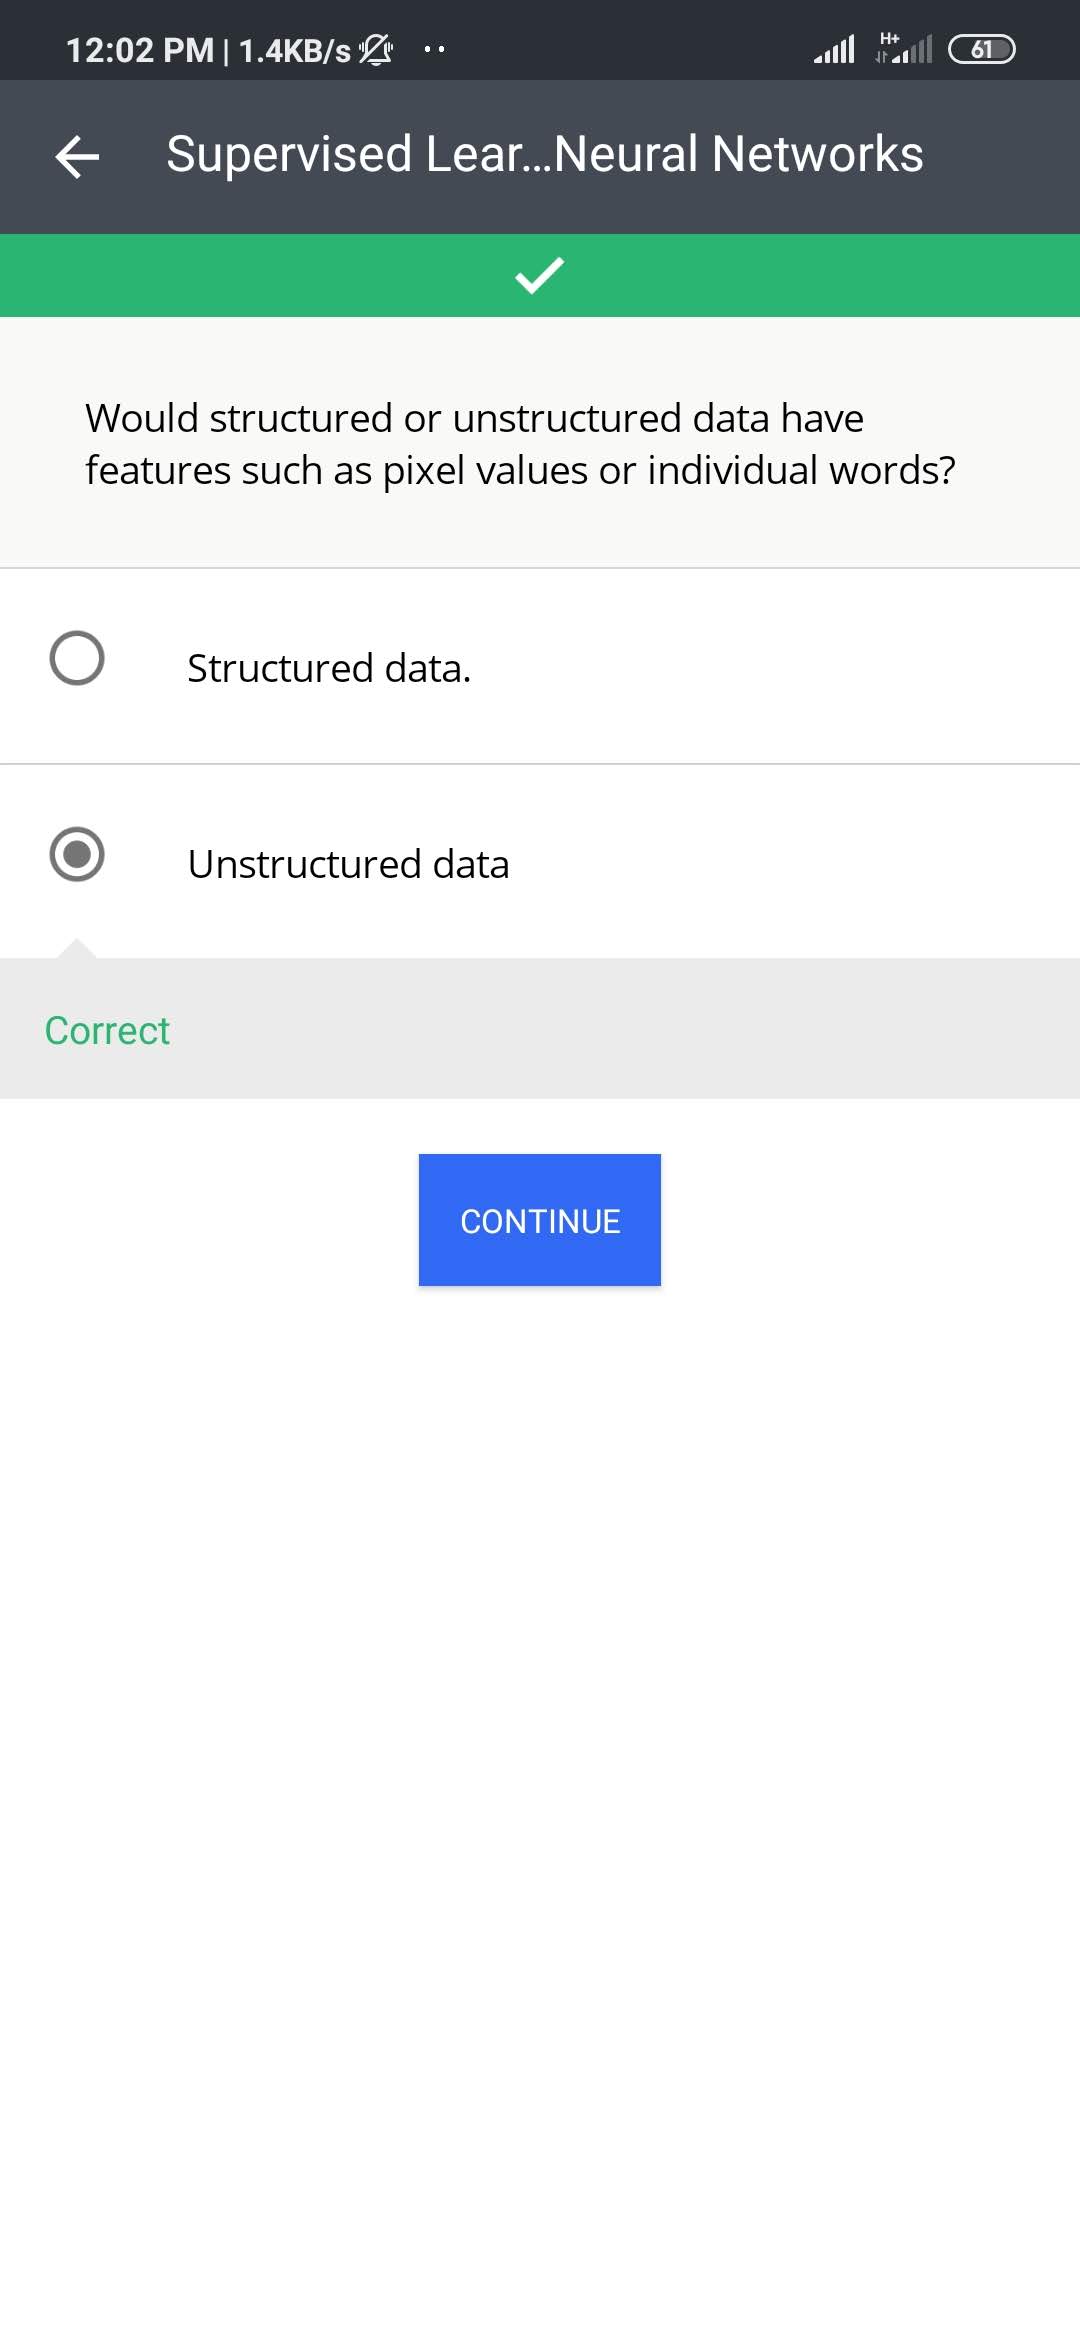 12:02 PM | 1.4KB/s
H+
61
Supervised Lear...Neural Networks
Would structured or unstructured data have
features such as pixel values or individual words?
Structured data.
Unstructured data
Correct
CONTINUE